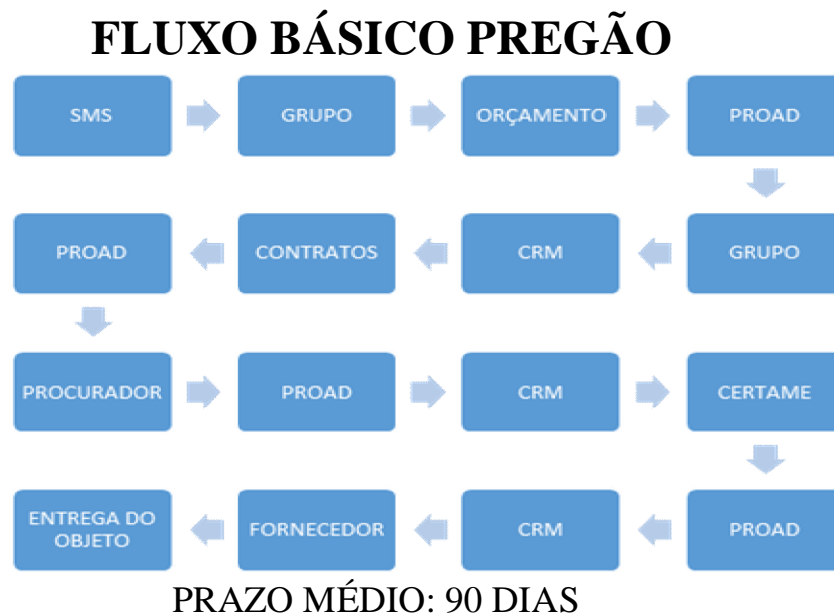 FLUXO BÁSICO PREGÃO
SMS
GRUPO
ORÇAMENTO
PROAD
GRUPO
CRM
CONTRATOS
PROAD
PROCURADOR
PROAD
CRM
CERTAME
PROAD
CRM
FORNECEDOR
ENTREGA DO
OBJETO
PRAZO MÉDIO: 90 DIAS